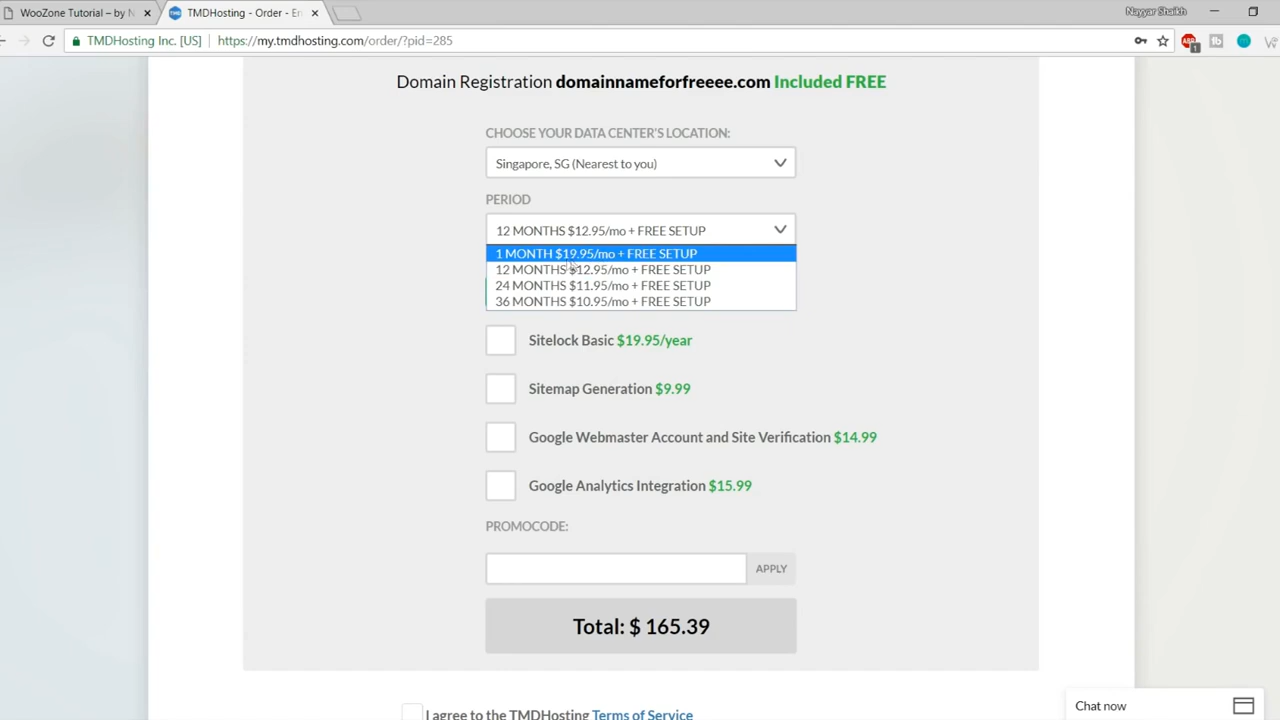 WooZone Tutorial – by N
TMDHosting - Order - En
Nayyar Shaikh
TMDHosting Inc. [US]
https://my.tmdhosting.com/order/?pid=285
Domain Registration domainnameforfreeee.com Included FREE
CHOOSE YOUR DATA CENTER'S LOCATION:
Singapore, SG (Nearest to you)
PERIOD
12 MONTHS $12.95/mo + FREE SETUP
1 MONTH $19.95/mo + FREE SETUP
12 MONTHS $12.95/mo + FREE SETUP
24 MONTHS $11.95/mo + FREE SETUP
36 MONTHS $10.95/mo + FREE SETUP
Sitelock Basic $19.95/year
Sitemap Generation $9.99
Google Webmaster Account and Site Verification $14.99
Google Analytics Integration $15.99
PROMOCODE:
APPLY
Total: $ 165.39
I agree to the TMDHosting Terms of Service
Chat now